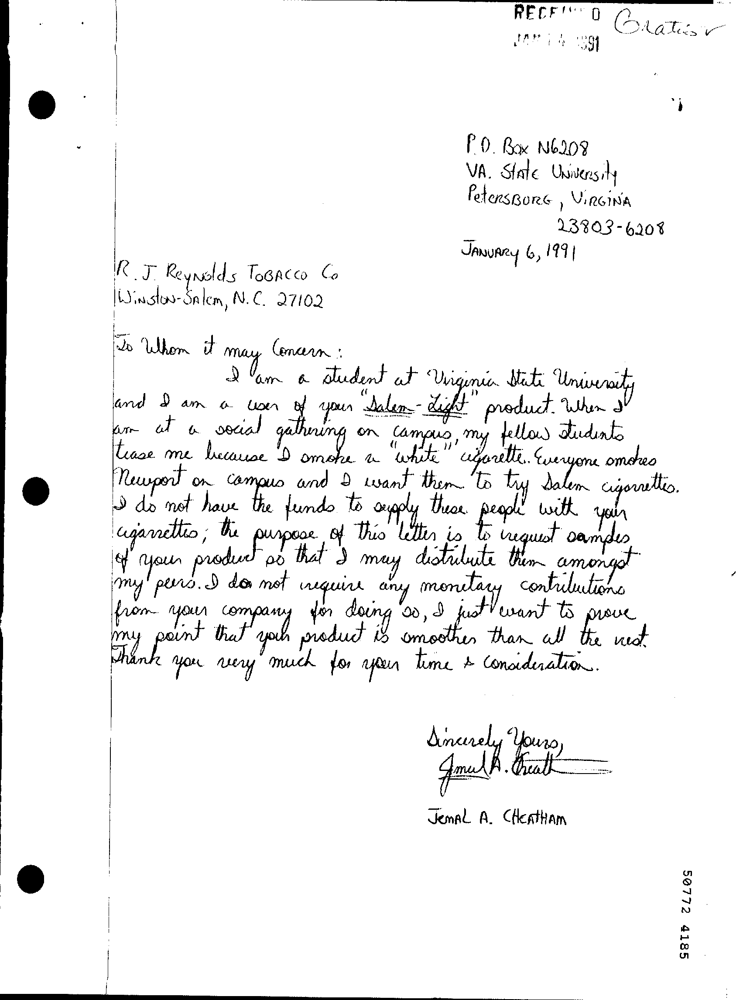 RECEIVED
JAN 14 1991
P.O. Box N6208
VA. State University
Petersburg, Virginia
23803-6208
January 6, 1991
R. J. Reynolds Tobacco Co
Winston-Salem, N.C. 27102
To Whom it may Concern:
I am a student at Virginia State University
and I am a user of your "Salem-Light" product. When I
am at a social gathering on campus, my fellow students
tease me because I smoke a "white" cigarette. Everyone smokes
Newport on campus and I want them to try Salem cigarrettes.
I do not have the funds to supply these people with your
cigarrettes; the purpose of this letter is to request samples
of your product so that I may distribute them amongst
my peers. I do not require any monetary contributions
from your company for doing so, I just want to prove
my point that your product is smoother than all the rest.
Thank you very much for your time & consideration.
Sincerely Yours,
Jemal A. Cheatham
Jemal A. Cheatham
50772 4185